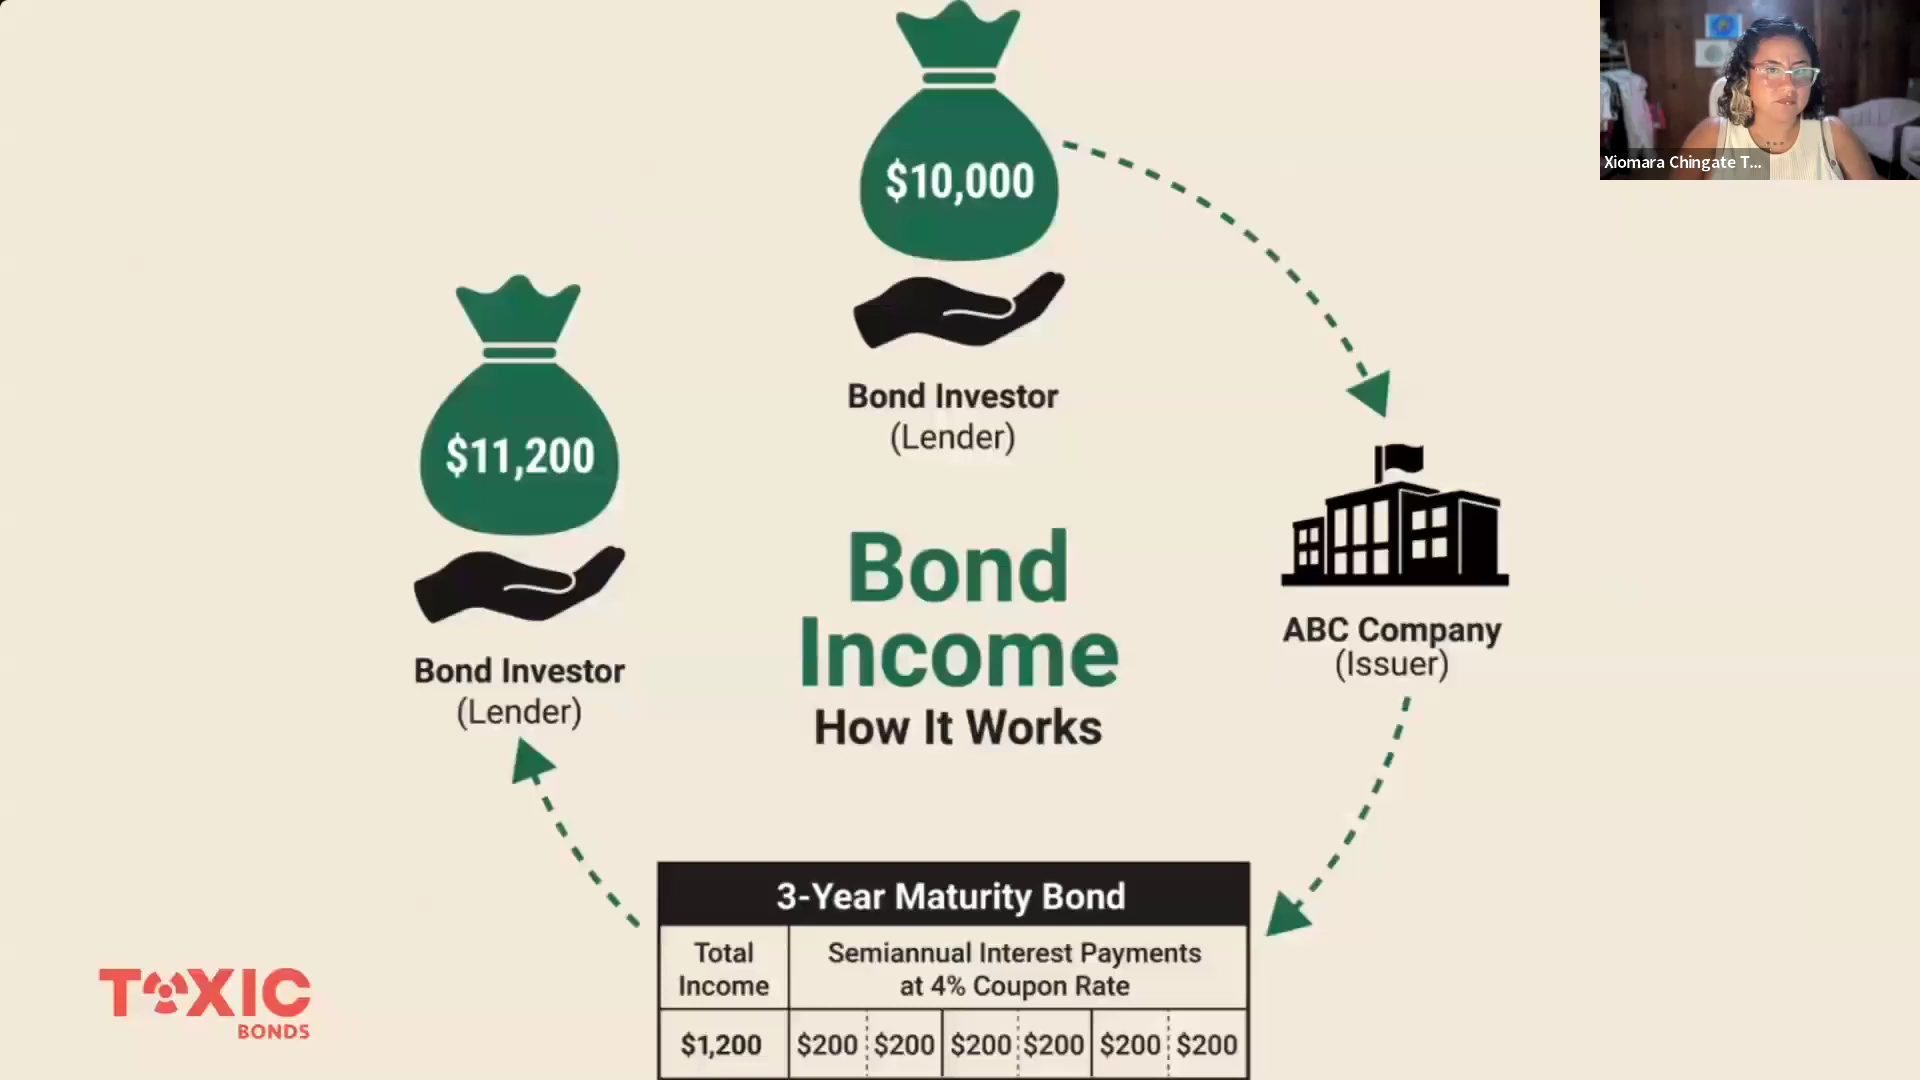 $10,000
Bond Investor
(Lender)
Xiomara Chingate T...
$11,200
Bond Investor
(Lender)
Bond
Income
How It Works
ABC Company
(Issuer)
3-Year Maturity Bond
Total
Income
Semiannual Interest Payments
at 4% Coupon Rate
$1,200 $200 $200 $200 $200 $200 $200
TOXIC
BONDS